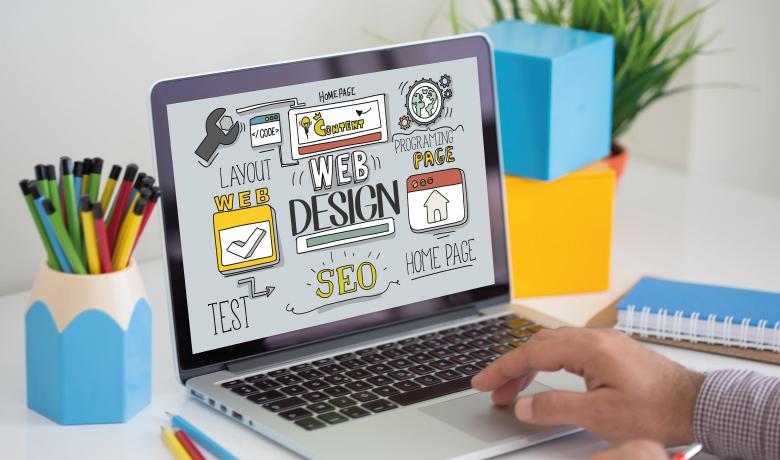 HOME PAGE
</CODE>
CONTENT
PROGRAMING
PAGE
LAYOUT
WEB
DESIGN
WEB
HOME PAGE
SEO
TEST